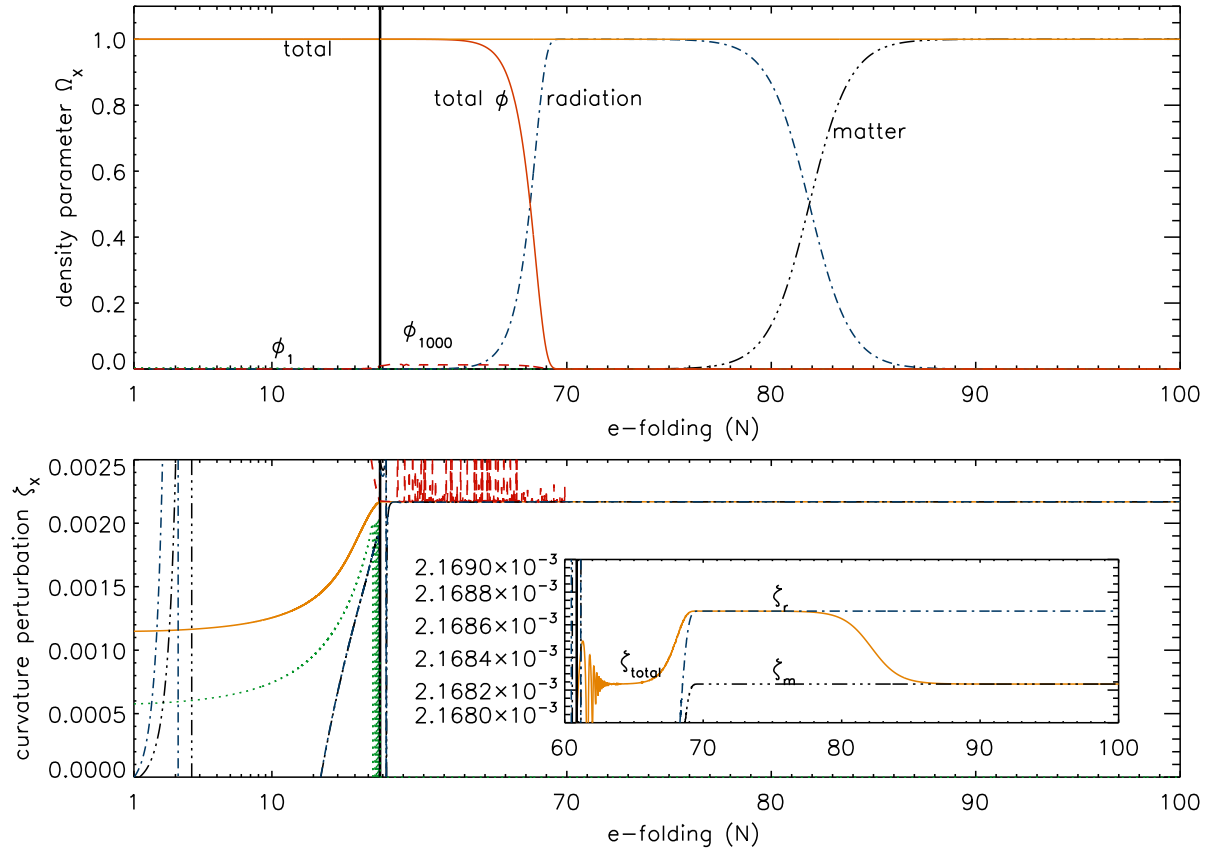 1.0
0.8
0.6
0.4
0.2
0.0
density parameter Ωₓ
total
total ϕ
radiation
matter
ϕ₁
ϕ₁₀₀₀
1 10 70 80 90 100
e−folding (N)
0.0025
0.0020
0.0015
0.0010
0.0005
0.0000
curvature perturbation ζₓ
2.1690×10⁻³
2.1688×10⁻³
2.1686×10⁻³
2.1684×10⁻³
2.1682×10⁻³
2.1680×10⁻³
ζᵣ
ζₜₒₜₐₗ
ζₘ
60 70 80 90 100
1 10 70 80 90 100
e−folding (N)